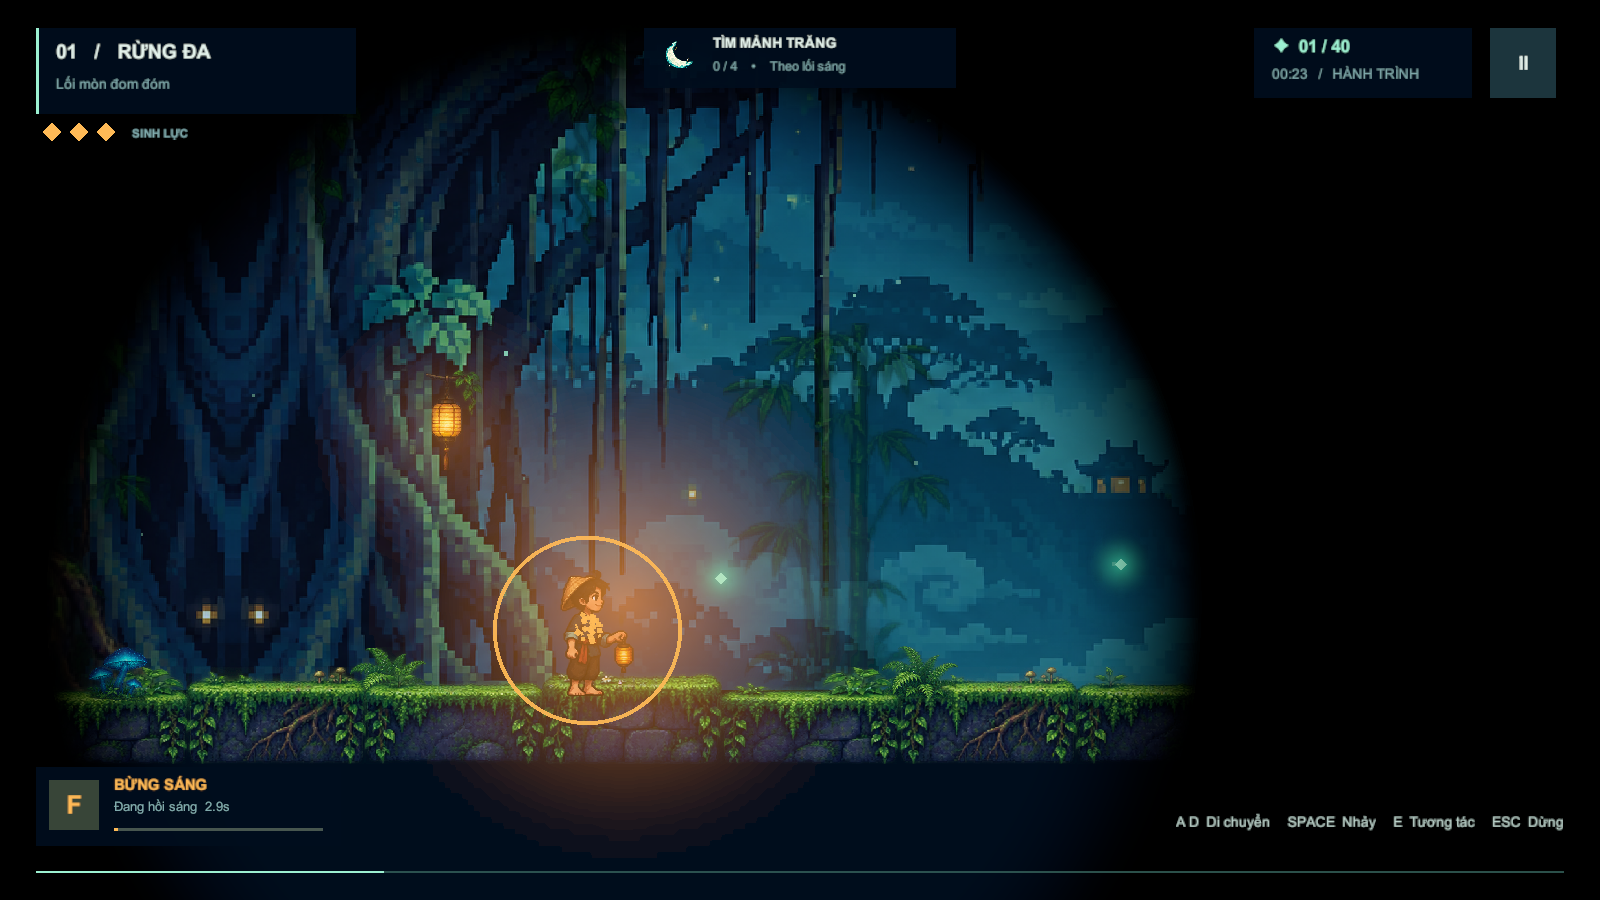 01 / RỪNG ĐA
Lối mòn đom đóm
SINH LỰC
TÌM MẢNH TRĂNG
0 / 4 • Theo lối sáng
01 / 40
00:23 / HÀNH TRÌNH
F
BỪNG SÁNG
Đang hồi sáng 2.9s
A D Di chuyển SPACE Nhảy E Tương tác ESC Dừng